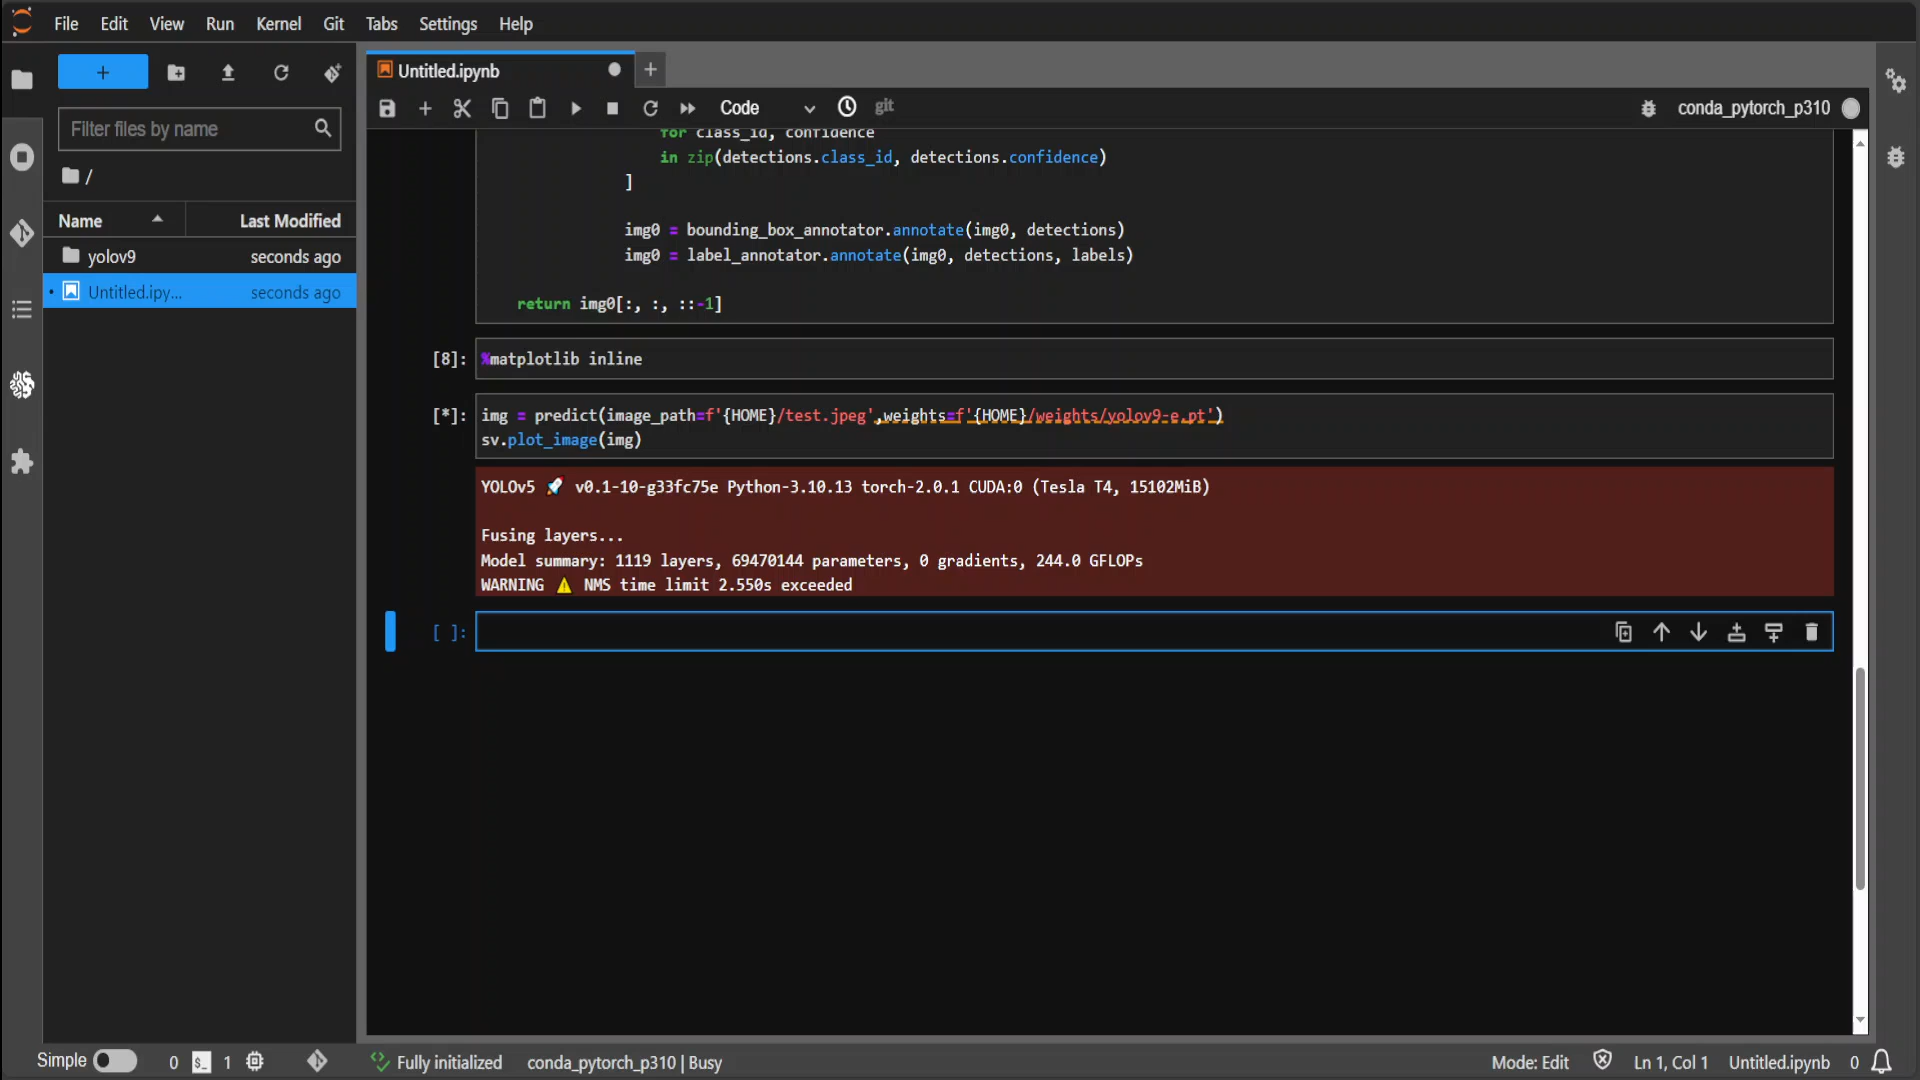 File Edit View Run Kernel Git Tabs Settings Help
Filter files by name
/
Name Last Modified
yolov9 seconds ago
Untitled.ipy... seconds ago
Untitled.ipynb
Code git conda_pytorch_p310
for class_id, confidence
in zip(detections.class_id, detections.confidence)
]
img0 = bounding_box_annotator.annotate(img0, detections)
img0 = label_annotator.annotate(img0, detections, labels)
return img0[:, :, ::-1]
[8]: %matplotlib inline
[*]: img = predict(image_path=f'{HOME}/test.jpeg',weights=f'{HOME}/weights/yolov9-e.pt')
sv.plot_image(img)
YOLOv5 🚀 v0.1-10-g33fc75e Python-3.10.13 torch-2.0.1 CUDA:0 (Tesla T4, 15102MiB)
Fusing layers...
Model summary: 1119 layers, 69470144 parameters, 0 gradients, 244.0 GFLOPs
WARNING ⚠️ NMS time limit 2.550s exceeded
[ ]:
Simple 0 $_ 1 Fully initialized conda_pytorch_p310 | Busy Mode: Edit Ln 1, Col 1 Untitled.ipynb 0